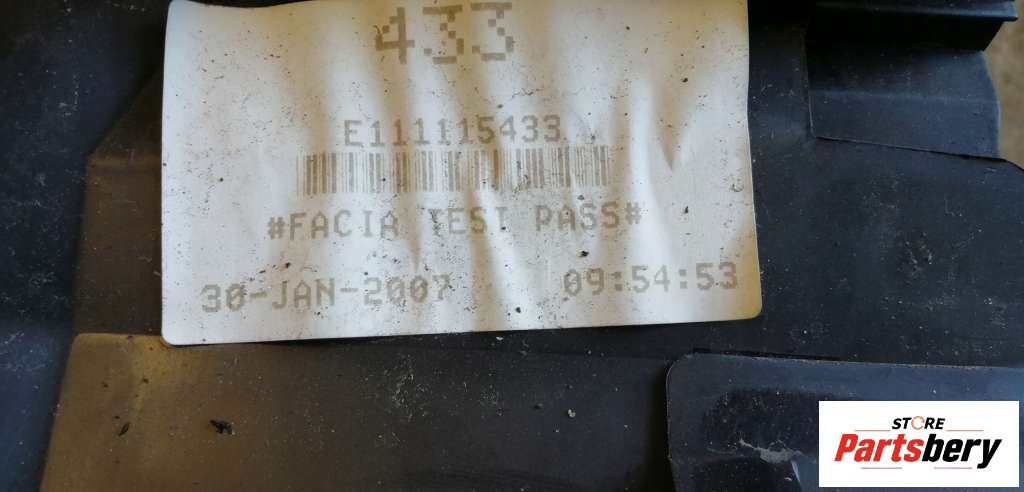 433
E111115433
#FACIA TEST PASS#
30-JAN-2007 09:54:53
STORE
Partsbery